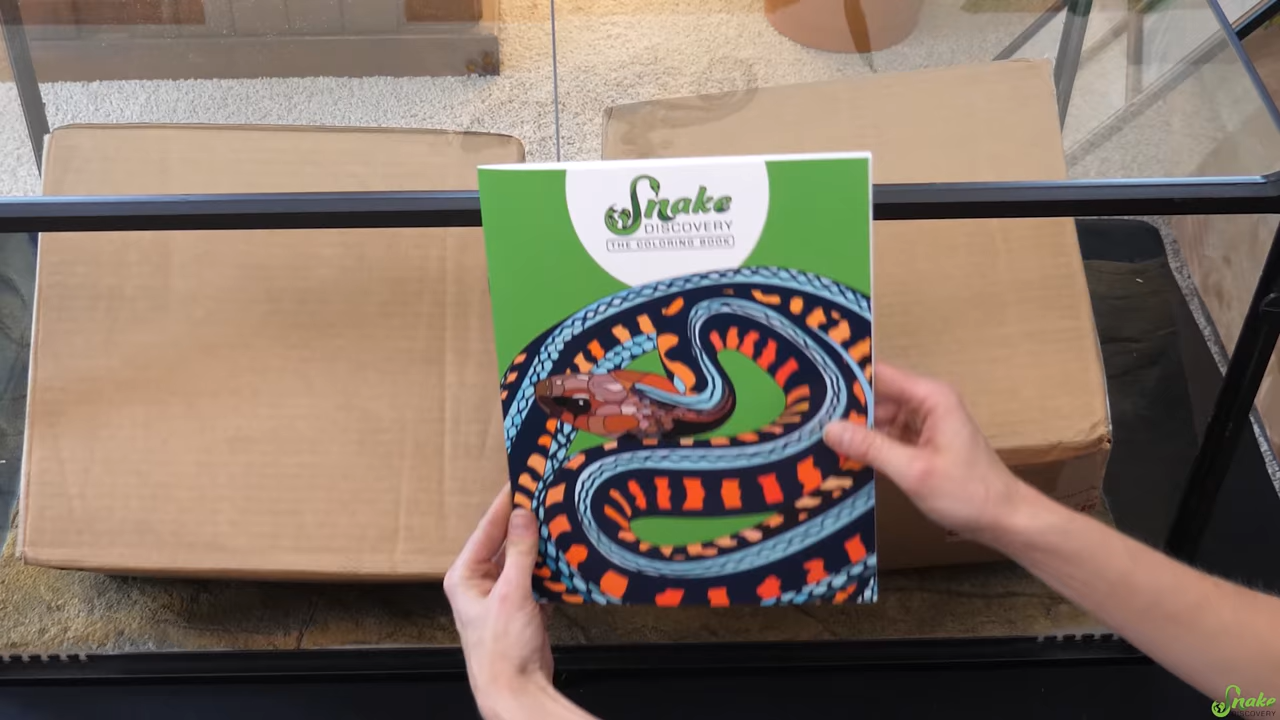 Snake
DISCOVERY
THE COLORING BOOK
Snake
DISCOVERY